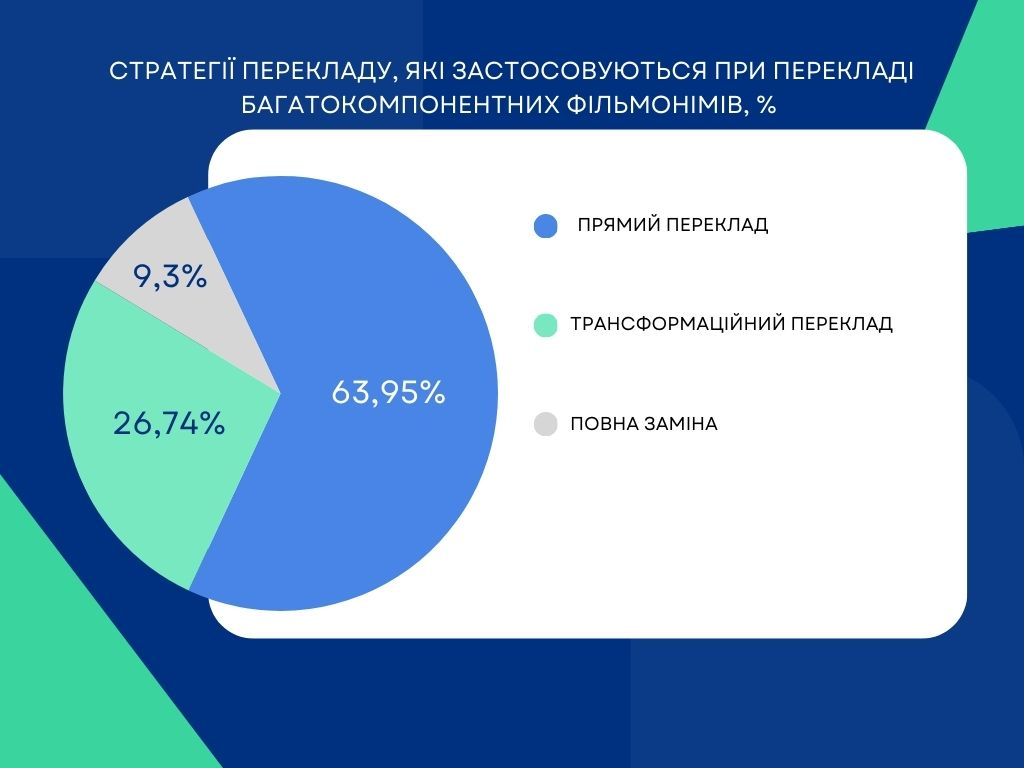 СТРАТЕГІЇ ПЕРЕКЛАДУ, ЯКІ ЗАСТОСОВУЮТЬСЯ ПРИ ПЕРЕКЛАДІ
БАГАТОКОМПОНЕНТНИХ ФІЛЬМОНІМІВ, %
ПРЯМИЙ ПЕРЕКЛАД
ТРАНСФОРМАЦІЙНИЙ ПЕРЕКЛАД
ПОВНА ЗАМІНА
9,3%
63,95%
26,74%